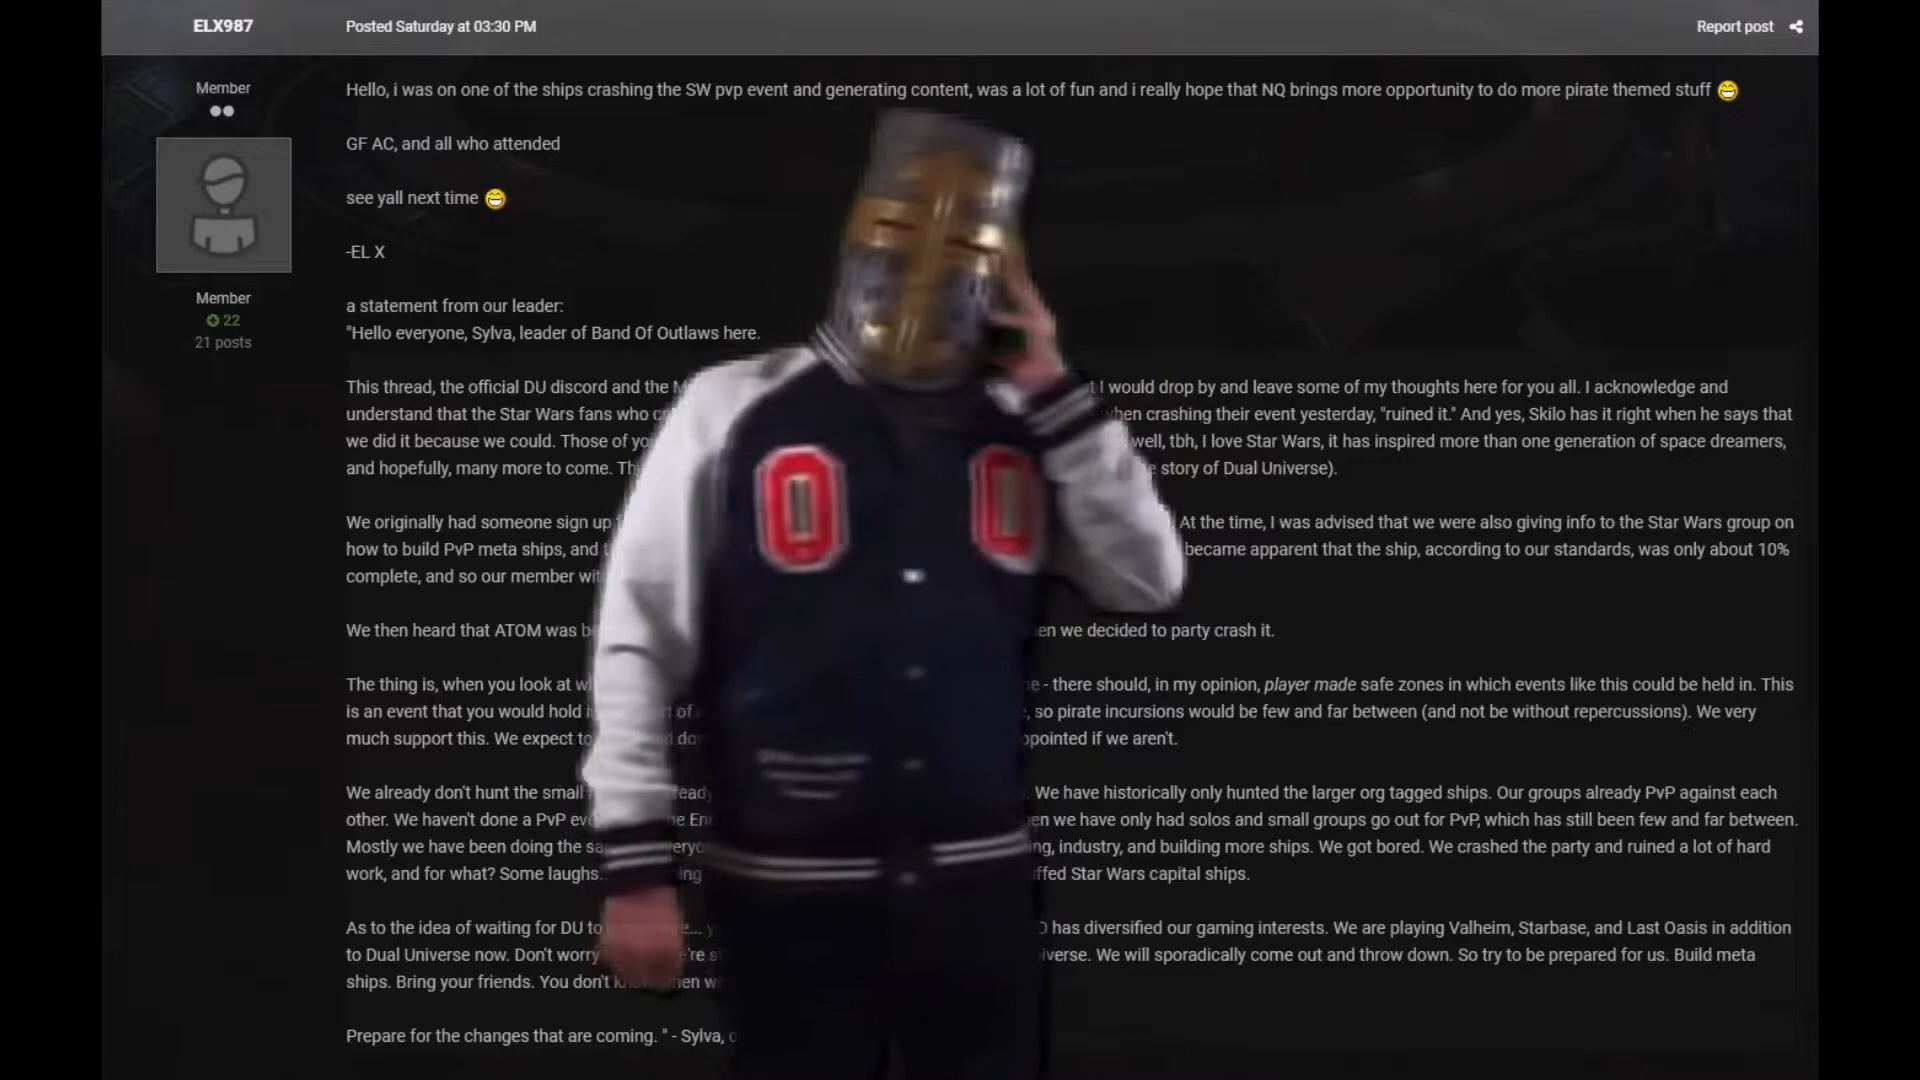 ELX987
Posted Saturday at 03:30 PM
Report post
Member
Hello, i was on one of the ships crashing the SW pvp event and generating content, was a lot of fun and i really hope that NQ brings more opportunity to do more pirate themed stuff
GF AC, and all who attended
see yall next time
-EL X
Member
22
21 posts
a statement from our leader:
"Hello everyone, Sylva, leader of Band Of Outlaws here.
This thread, the official DU discord and the I would drop by and leave some of my thoughts here for you all. I acknowledge and
understand that the Star Wars fans who when crashing their event yesterday, "ruined it." And yes, Skilo has it right when he says that
we did it because we could. Those of well, tbh, I love Star Wars, it has inspired more than one generation of space dreamers,
and hopefully, many more to come. story of Dual Universe).
We originally had someone sign up At the time, I was advised that we were also giving info to the Star Wars group on
how to build PvP meta ships, and became apparent that the ship, according to our standards, was only about 10%
complete, and so our member
We then heard that ATOM was we decided to party crash it.
The thing is, when you look at - there should, in my opinion, player made safe zones in which events like this could be held in. This
is an event that you would hold of so pirate incursions would be few and far between (and not be without repercussions). We very
much support this. We expect to if we aren't.
We already don't hunt the small We have historically only hunted the larger org tagged ships. Our groups already PvP against each
other. We haven't done a PvP we have only had solos and small groups go out for PvP, which has still been few and far between.
Mostly we have been doing the industry, and building more ships. We got bored. We crashed the party and ruined a lot of hard
work, and for what? Some laughs. Star Wars capital ships.
As to the idea of waiting for DU to has diversified our gaming interests. We are playing Valheim, Starbase, and Last Oasis in addition
to Dual Universe now. Don't worry We will sporadically come out and throw down. So try to be prepared for us. Build meta
ships. Bring your friends. You don't
Prepare for the changes that are coming. " - Sylva,